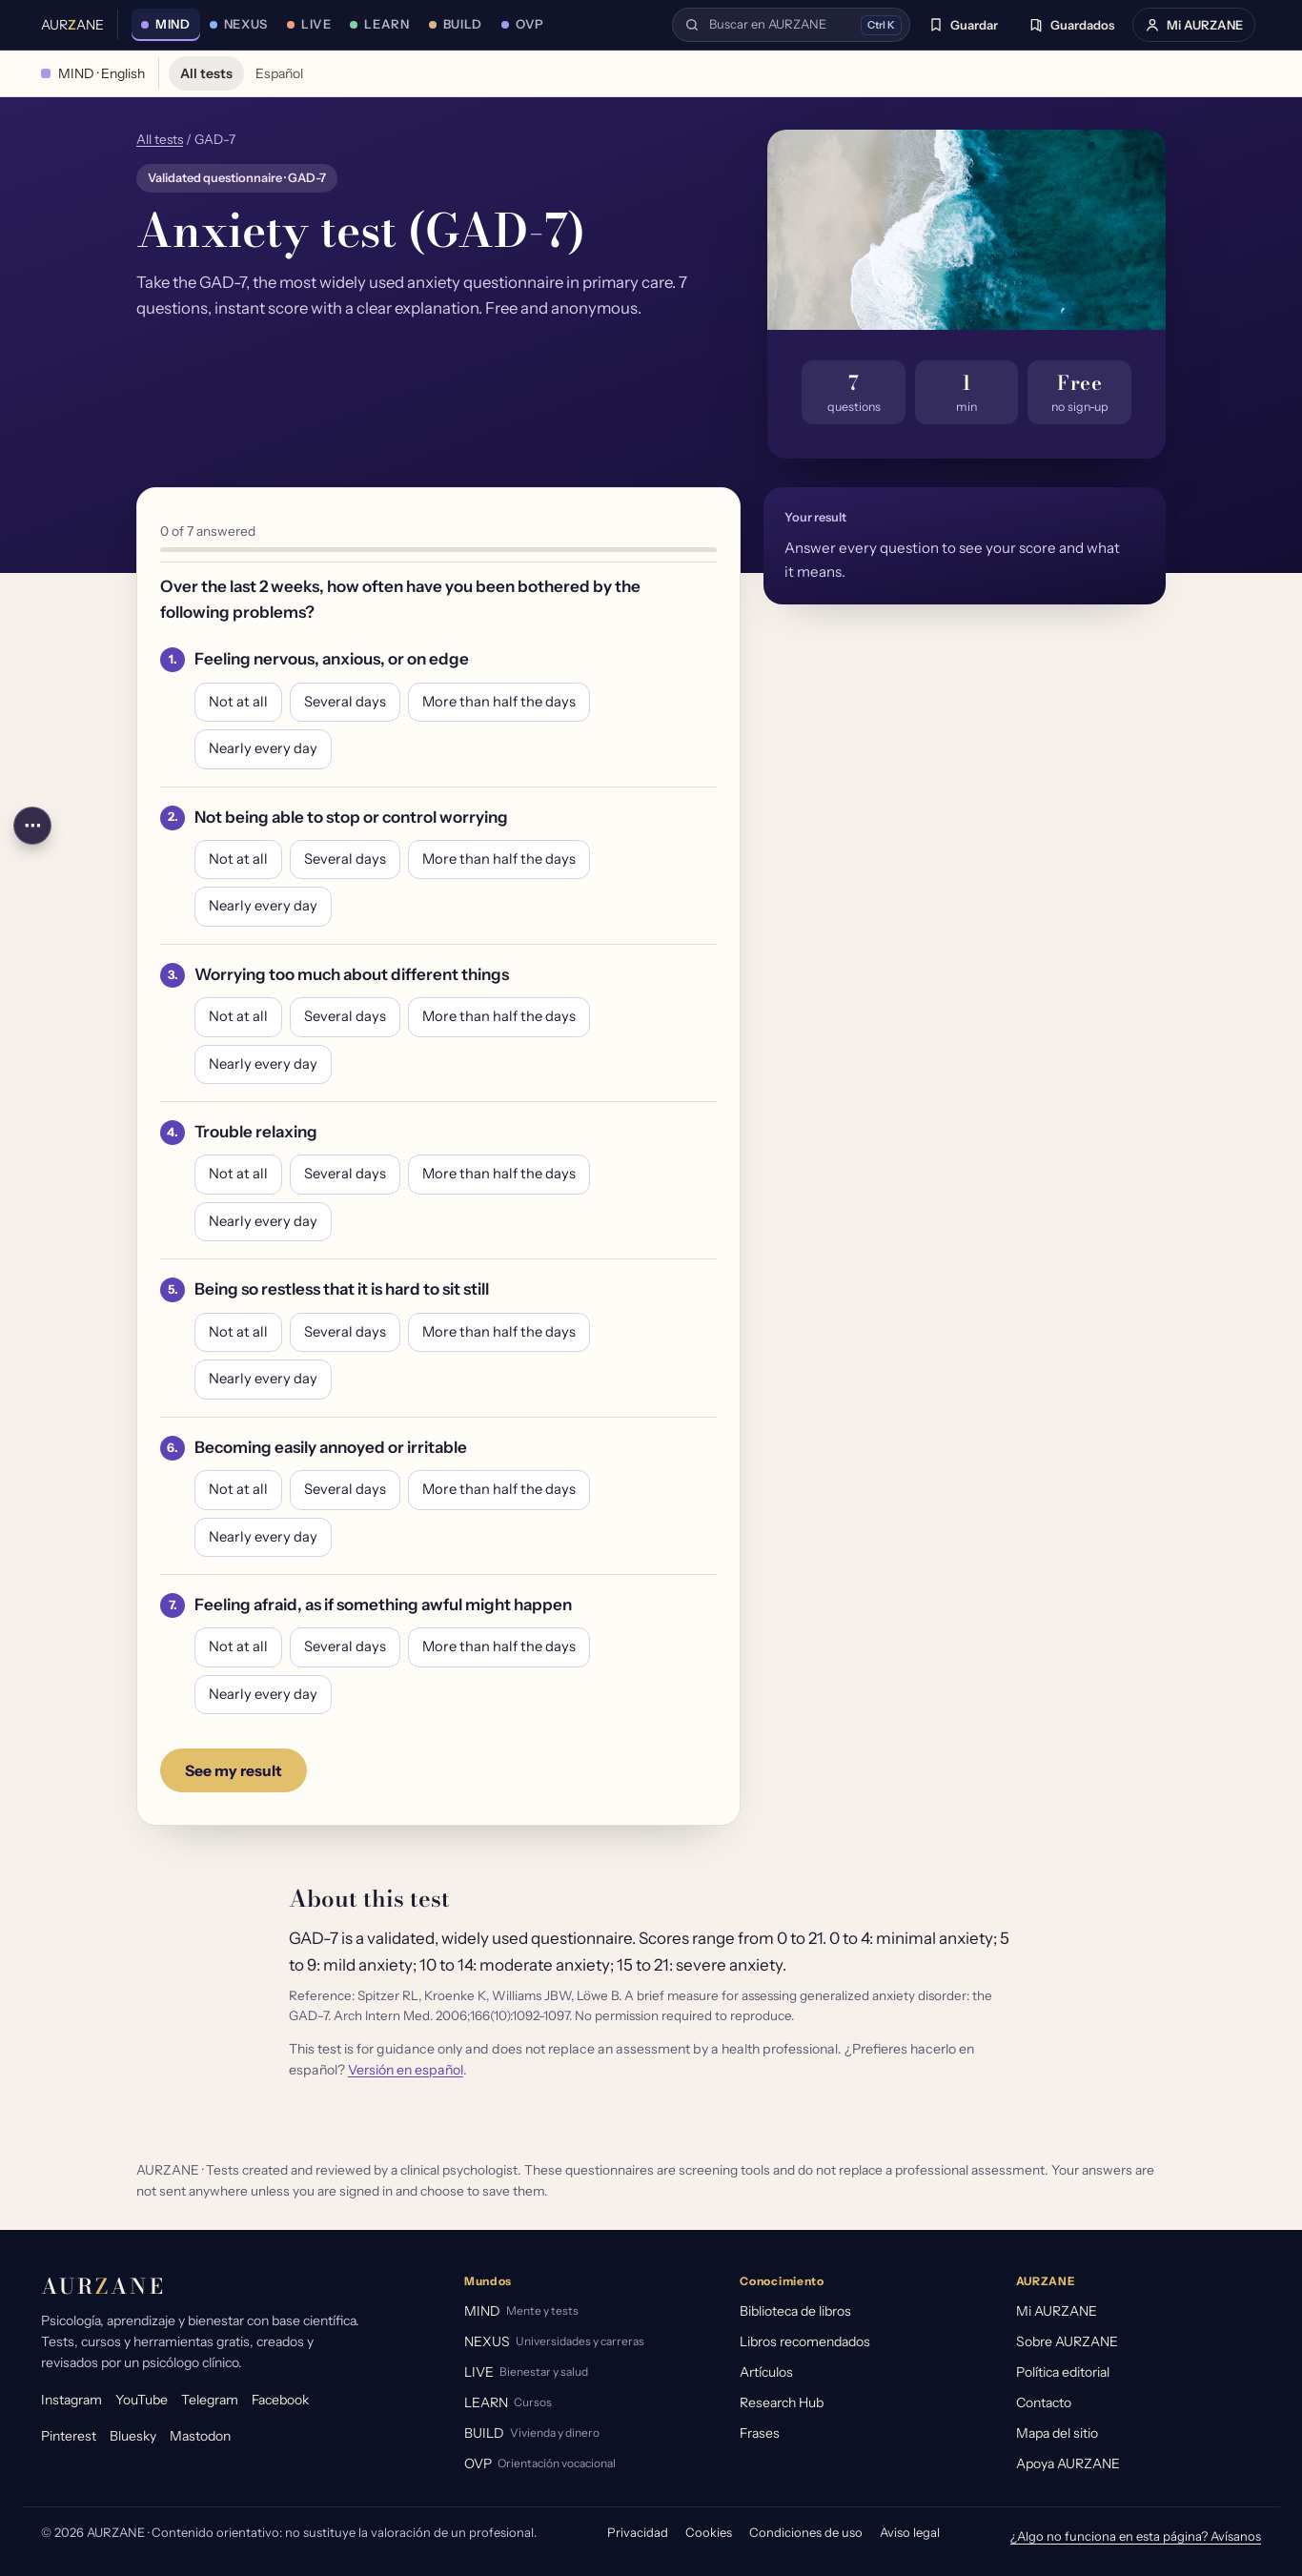 AURZANE
MIND
NEXUS
LIVE
LEARN
BUILD
OVP
Buscar en AURZANE
Ctrl K
Guardar
Guardados
Mi AURZANE
MIND · English
All tests
Español
All tests / GAD-7
Validated questionnaire · GAD-7
Anxiety test (GAD-7)
Take the GAD-7, the most widely used anxiety questionnaire in primary care. 7
questions, instant score with a clear explanation. Free and anonymous.
7
questions
1
min
Free
no sign-up
0 of 7 answered
Over the last 2 weeks, how often have you been bothered by the
following problems?
1. Feeling nervous, anxious, or on edge
Not at all
Several days
More than half the days
Nearly every day
2. Not being able to stop or control worrying
Not at all
Several days
More than half the days
Nearly every day
3. Worrying too much about different things
Not at all
Several days
More than half the days
Nearly every day
4. Trouble relaxing
Not at all
Several days
More than half the days
Nearly every day
5. Being so restless that it is hard to sit still
Not at all
Several days
More than half the days
Nearly every day
6. Becoming easily annoyed or irritable
Not at all
Several days
More than half the days
Nearly every day
7. Feeling afraid, as if something awful might happen
Not at all
Several days
More than half the days
Nearly every day
See my result
Your result
Answer every question to see your score and what
it means.
About this test
GAD-7 is a validated, widely used questionnaire. Scores range from 0 to 21. 0 to 4: minimal anxiety; 5
to 9: mild anxiety; 10 to 14: moderate anxiety; 15 to 21: severe anxiety.
Reference: Spitzer RL, Kroenke K, Williams JBW, Löwe B. A brief measure for assessing generalized anxiety disorder: the
GAD-7. Arch Intern Med. 2006;166(10):1092-1097. No permission required to reproduce.
This test is for guidance only and does not replace an assessment by a health professional. ¿Prefieres hacerlo en
español? Versión en español.
AURZANE · Tests created and reviewed by a clinical psychologist. These questionnaires are screening tools and do not replace a professional assessment. Your answers are
not sent anywhere unless you are signed in and choose to save them.
AURZANE
Psicología, aprendizaje y bienestar con base científica.
Tests, cursos y herramientas gratis, creados y
revisados por un psicólogo clínico.
Instagram YouTube Telegram Facebook
Pinterest Bluesky Mastodon
Mundos
MIND Mente y tests
NEXUS Universidades y carreras
LIVE Bienestar y salud
LEARN Cursos
BUILD Vivienda y dinero
OVP Orientación vocacional
Conocimiento
Biblioteca de libros
Libros recomendados
Artículos
Research Hub
Frases
AURZANE
Mi AURZANE
Sobre AURZANE
Política editorial
Contacto
Mapa del sitio
Apoya AURZANE
© 2026 AURZANE · Contenido orientativo: no sustituye la valoración de un profesional.
Privacidad
Cookies
Condiciones de uso
Aviso legal
¿Algo no funciona en esta página? Avísanos